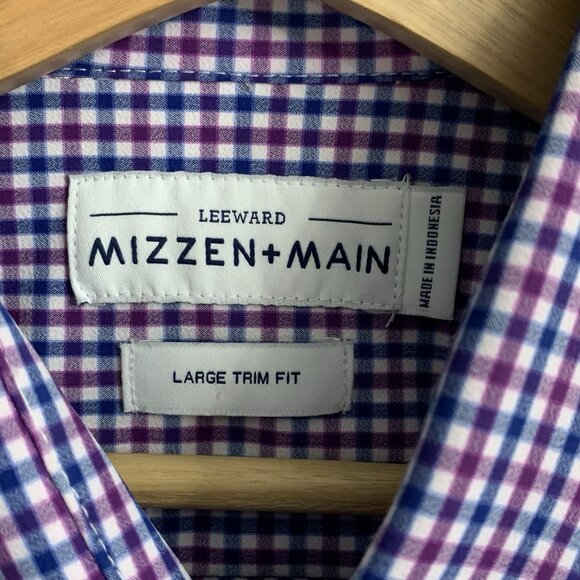 LEEWARD
MIZZEN+MAIN
MADE IN INDONESIA
LARGE TRIM FIT